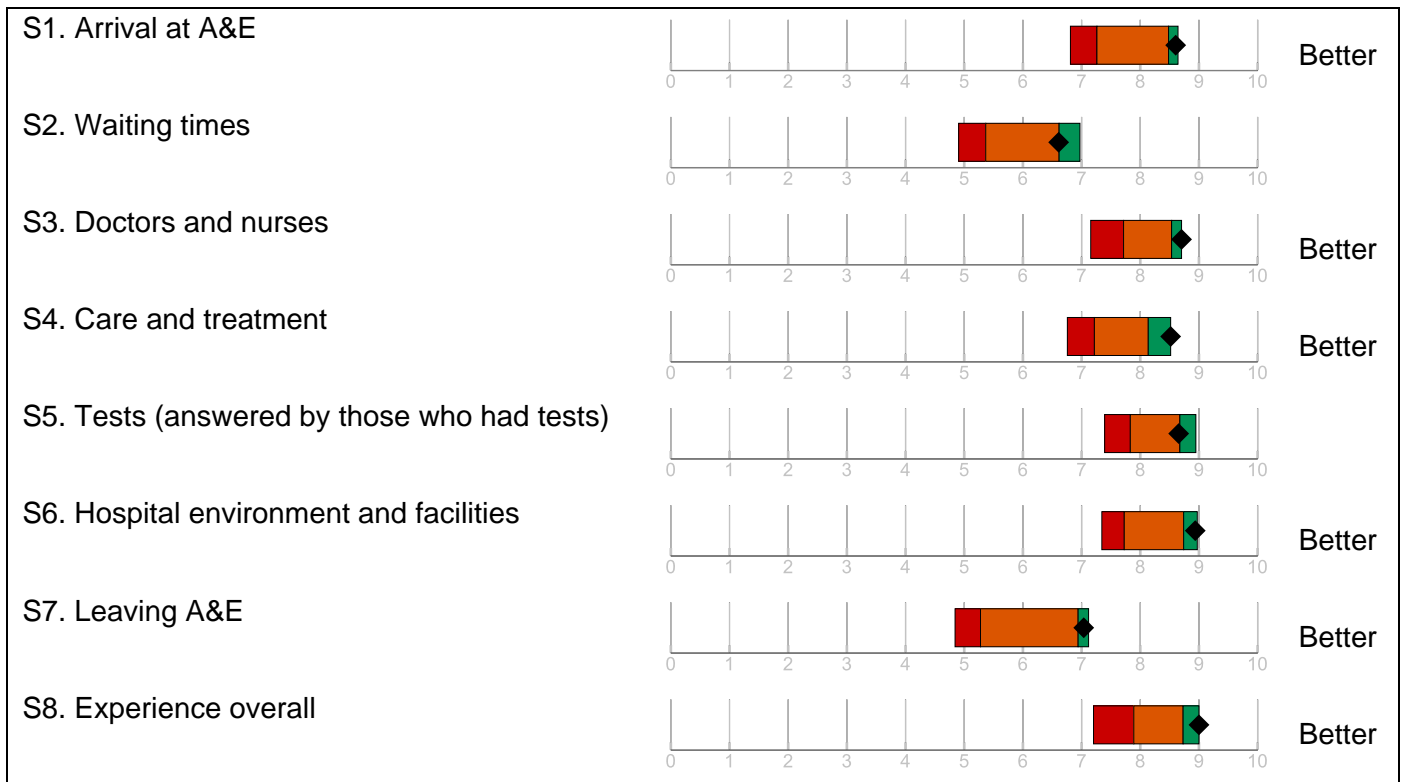 S1. Arrival at A&E
Better
0 1 2 3 4 5 6 7 8 9 10
S2. Waiting times
0 1 2 3 4 5 6 7 8 9 10
S3. Doctors and nurses
Better
0 1 2 3 4 5 6 7 8 9 10
S4. Care and treatment
Better
0 1 2 3 4 5 6 7 8 9 10
S5. Tests (answered by those who had tests)
0 1 2 3 4 5 6 7 8 9 10
S6. Hospital environment and facilities
Better
0 1 2 3 4 5 6 7 8 9 10
S7. Leaving A&E
Better
0 1 2 3 4 5 6 7 8 9 10
S8. Experience overall
Better
0 1 2 3 4 5 6 7 8 9 10